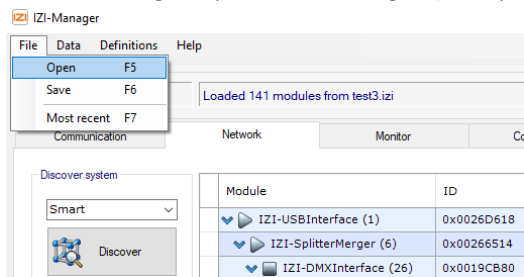 IZI IZI-Manager
File Data Definitions Help
Open F5
Save F6
Most recent F7
Loaded 141 modules from test3.izi
Communication Network Monitor
Discover system
Smart
Discover
Module ID
IZI-USBInterface (1) 0x0026D618
IZI-SplitterMerger (6) 0x00266514
IZI-DMXInterface (26) 0x0019CB80